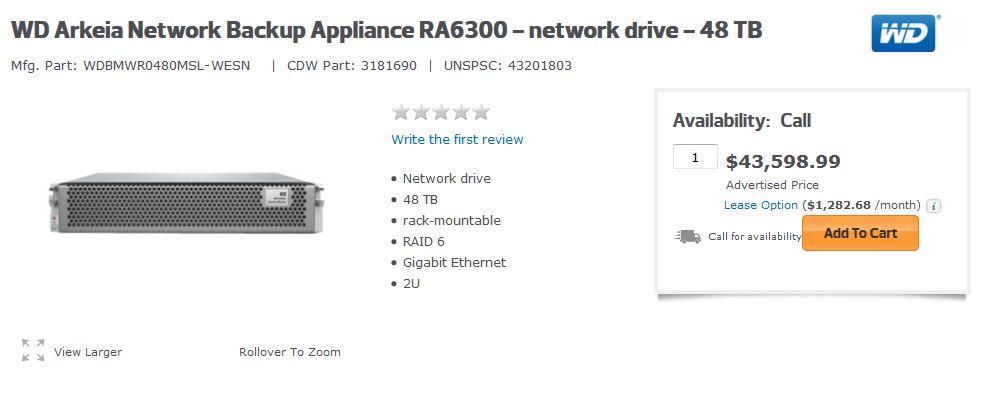 WD Arkeia Network Backup Appliance RA6300 – network drive – 48 TB
WD
Mfg. Part: WDBMWR0480MSL-WESN | CDW Part: 3181690 | UNSPSC: 43201803
Write the first review
• Network drive
• 48 TB
• rack-mountable
• RAID 6
• Gigabit Ethernet
• 2U
Availability: Call
1 $43,598.99
Advertised Price
Lease Option ($1,282.68 /month) i
Call for availability Add To Cart
View Larger Rollover To Zoom